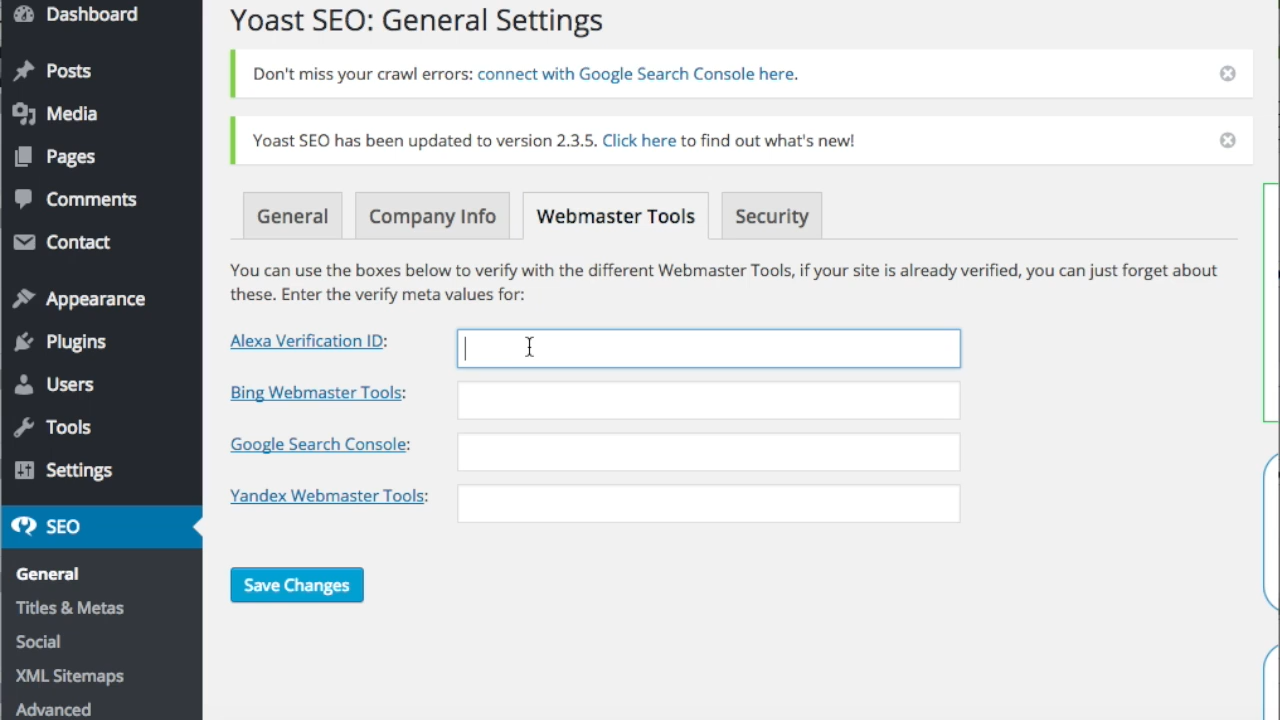 Dashboard
Posts
Media
Pages
Comments
Contact
Appearance
Plugins
Users
Tools
Settings
SEO
General
Titles & Metas
Social
XML Sitemaps
Advanced
Yoast SEO: General Settings
Don't miss your crawl errors: connect with Google Search Console here.
Yoast SEO has been updated to version 2.3.5. Click here to find out what's new!
General Company Info Webmaster Tools Security
You can use the boxes below to verify with the different Webmaster Tools, if your site is already verified, you can just forget about
these. Enter the verify meta values for:
Alexa Verification ID:
Bing Webmaster Tools:
Google Search Console:
Yandex Webmaster Tools:
Save Changes